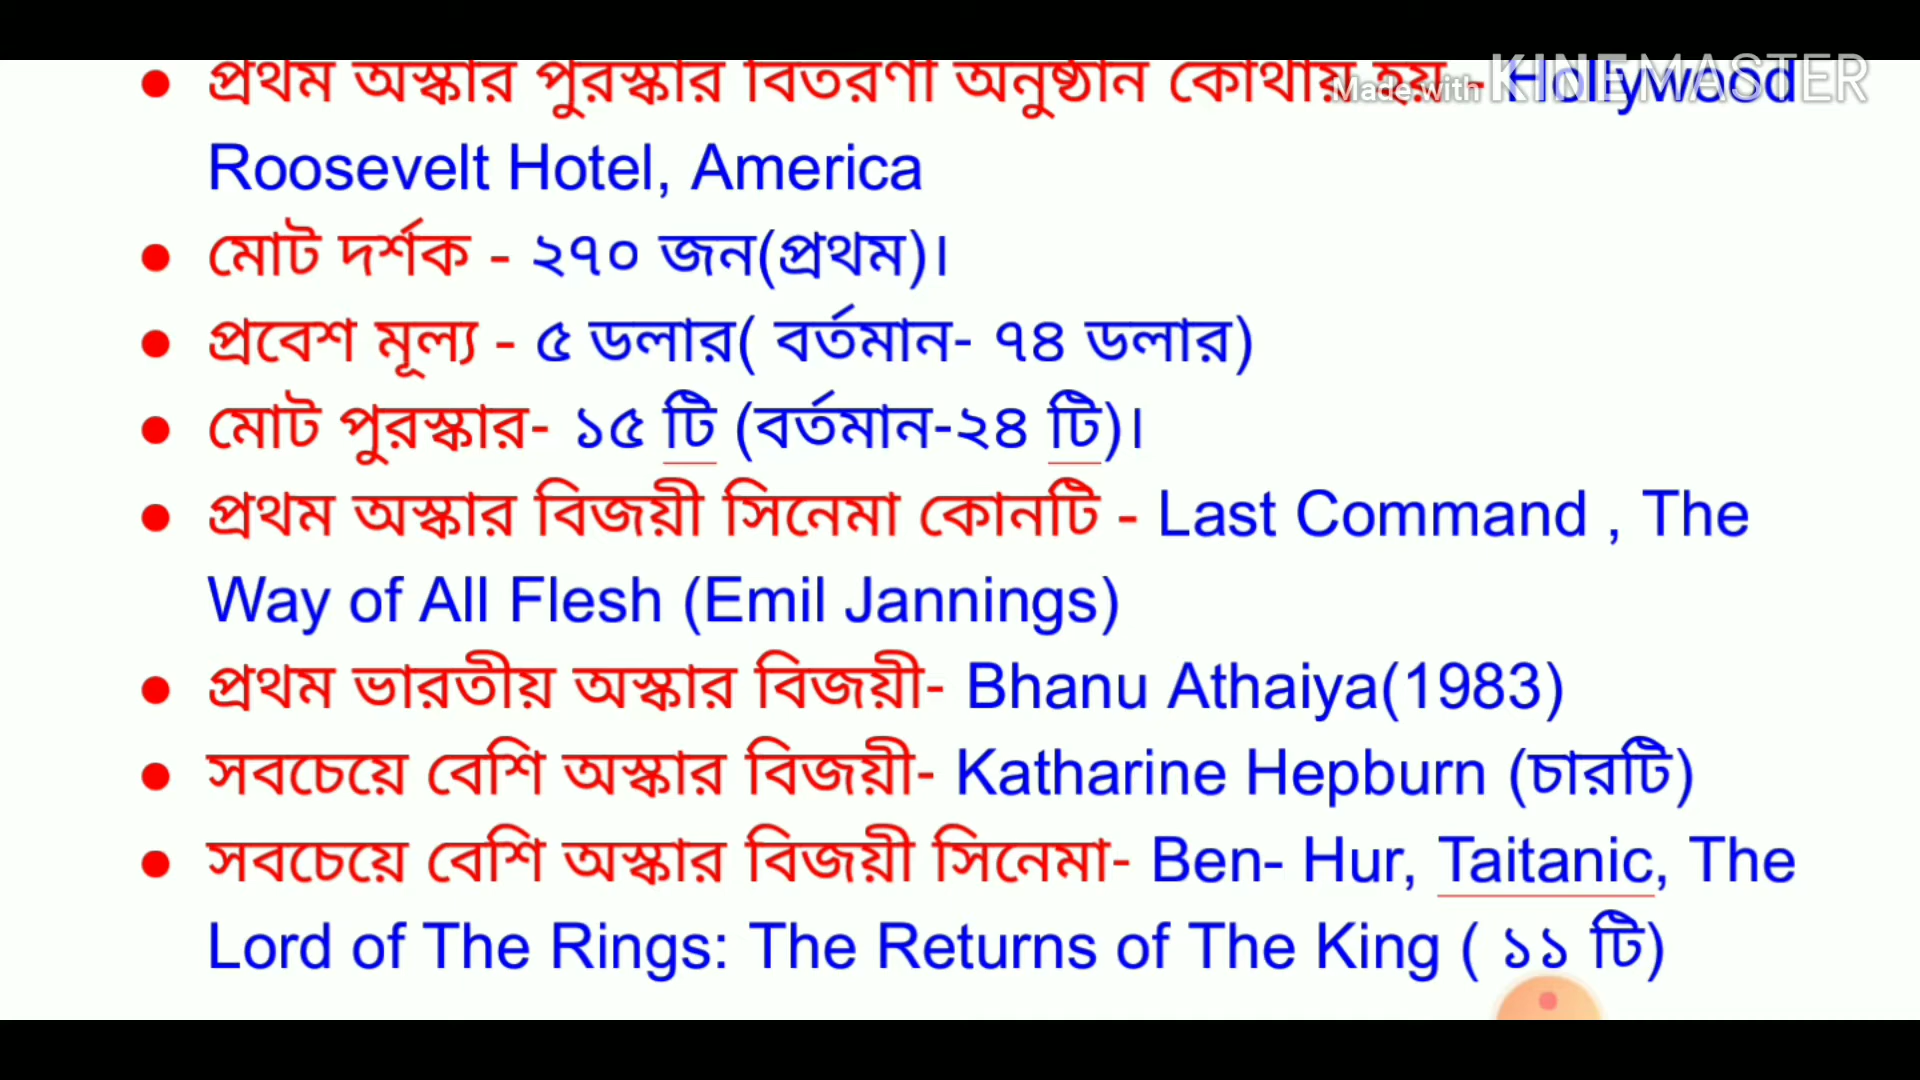 প্রথম অস্কার পুরস্কার বিতরণী অনুষ্ঠান কোথায় হয় - Hollywood
Made with KINEMASTER
Roosevelt Hotel, America
মোট দর্শক - ২৭০ জন(প্রথম)।
প্রবেশ মূল্য - ৫ ডলার( বর্তমান- ৭৪ ডলার)
মোট পুরস্কার- ১৫ টি (বর্তমান-২৪ টি)।
প্রথম অস্কার বিজয়ী সিনেমা কোনটি - Last Command , The
Way of All Flesh (Emil Jannings)
প্রথম ভারতীয় অস্কার বিজয়ী- Bhanu Athaiya(1983)
সবচেয়ে বেশি অস্কার বিজয়ী- Katharine Hepburn (চারটি)
সবচেয়ে বেশি অস্কার বিজয়ী সিনেমা- Ben- Hur, Taitanic, The
Lord of The Rings: The Returns of The King ( ১১ টি)